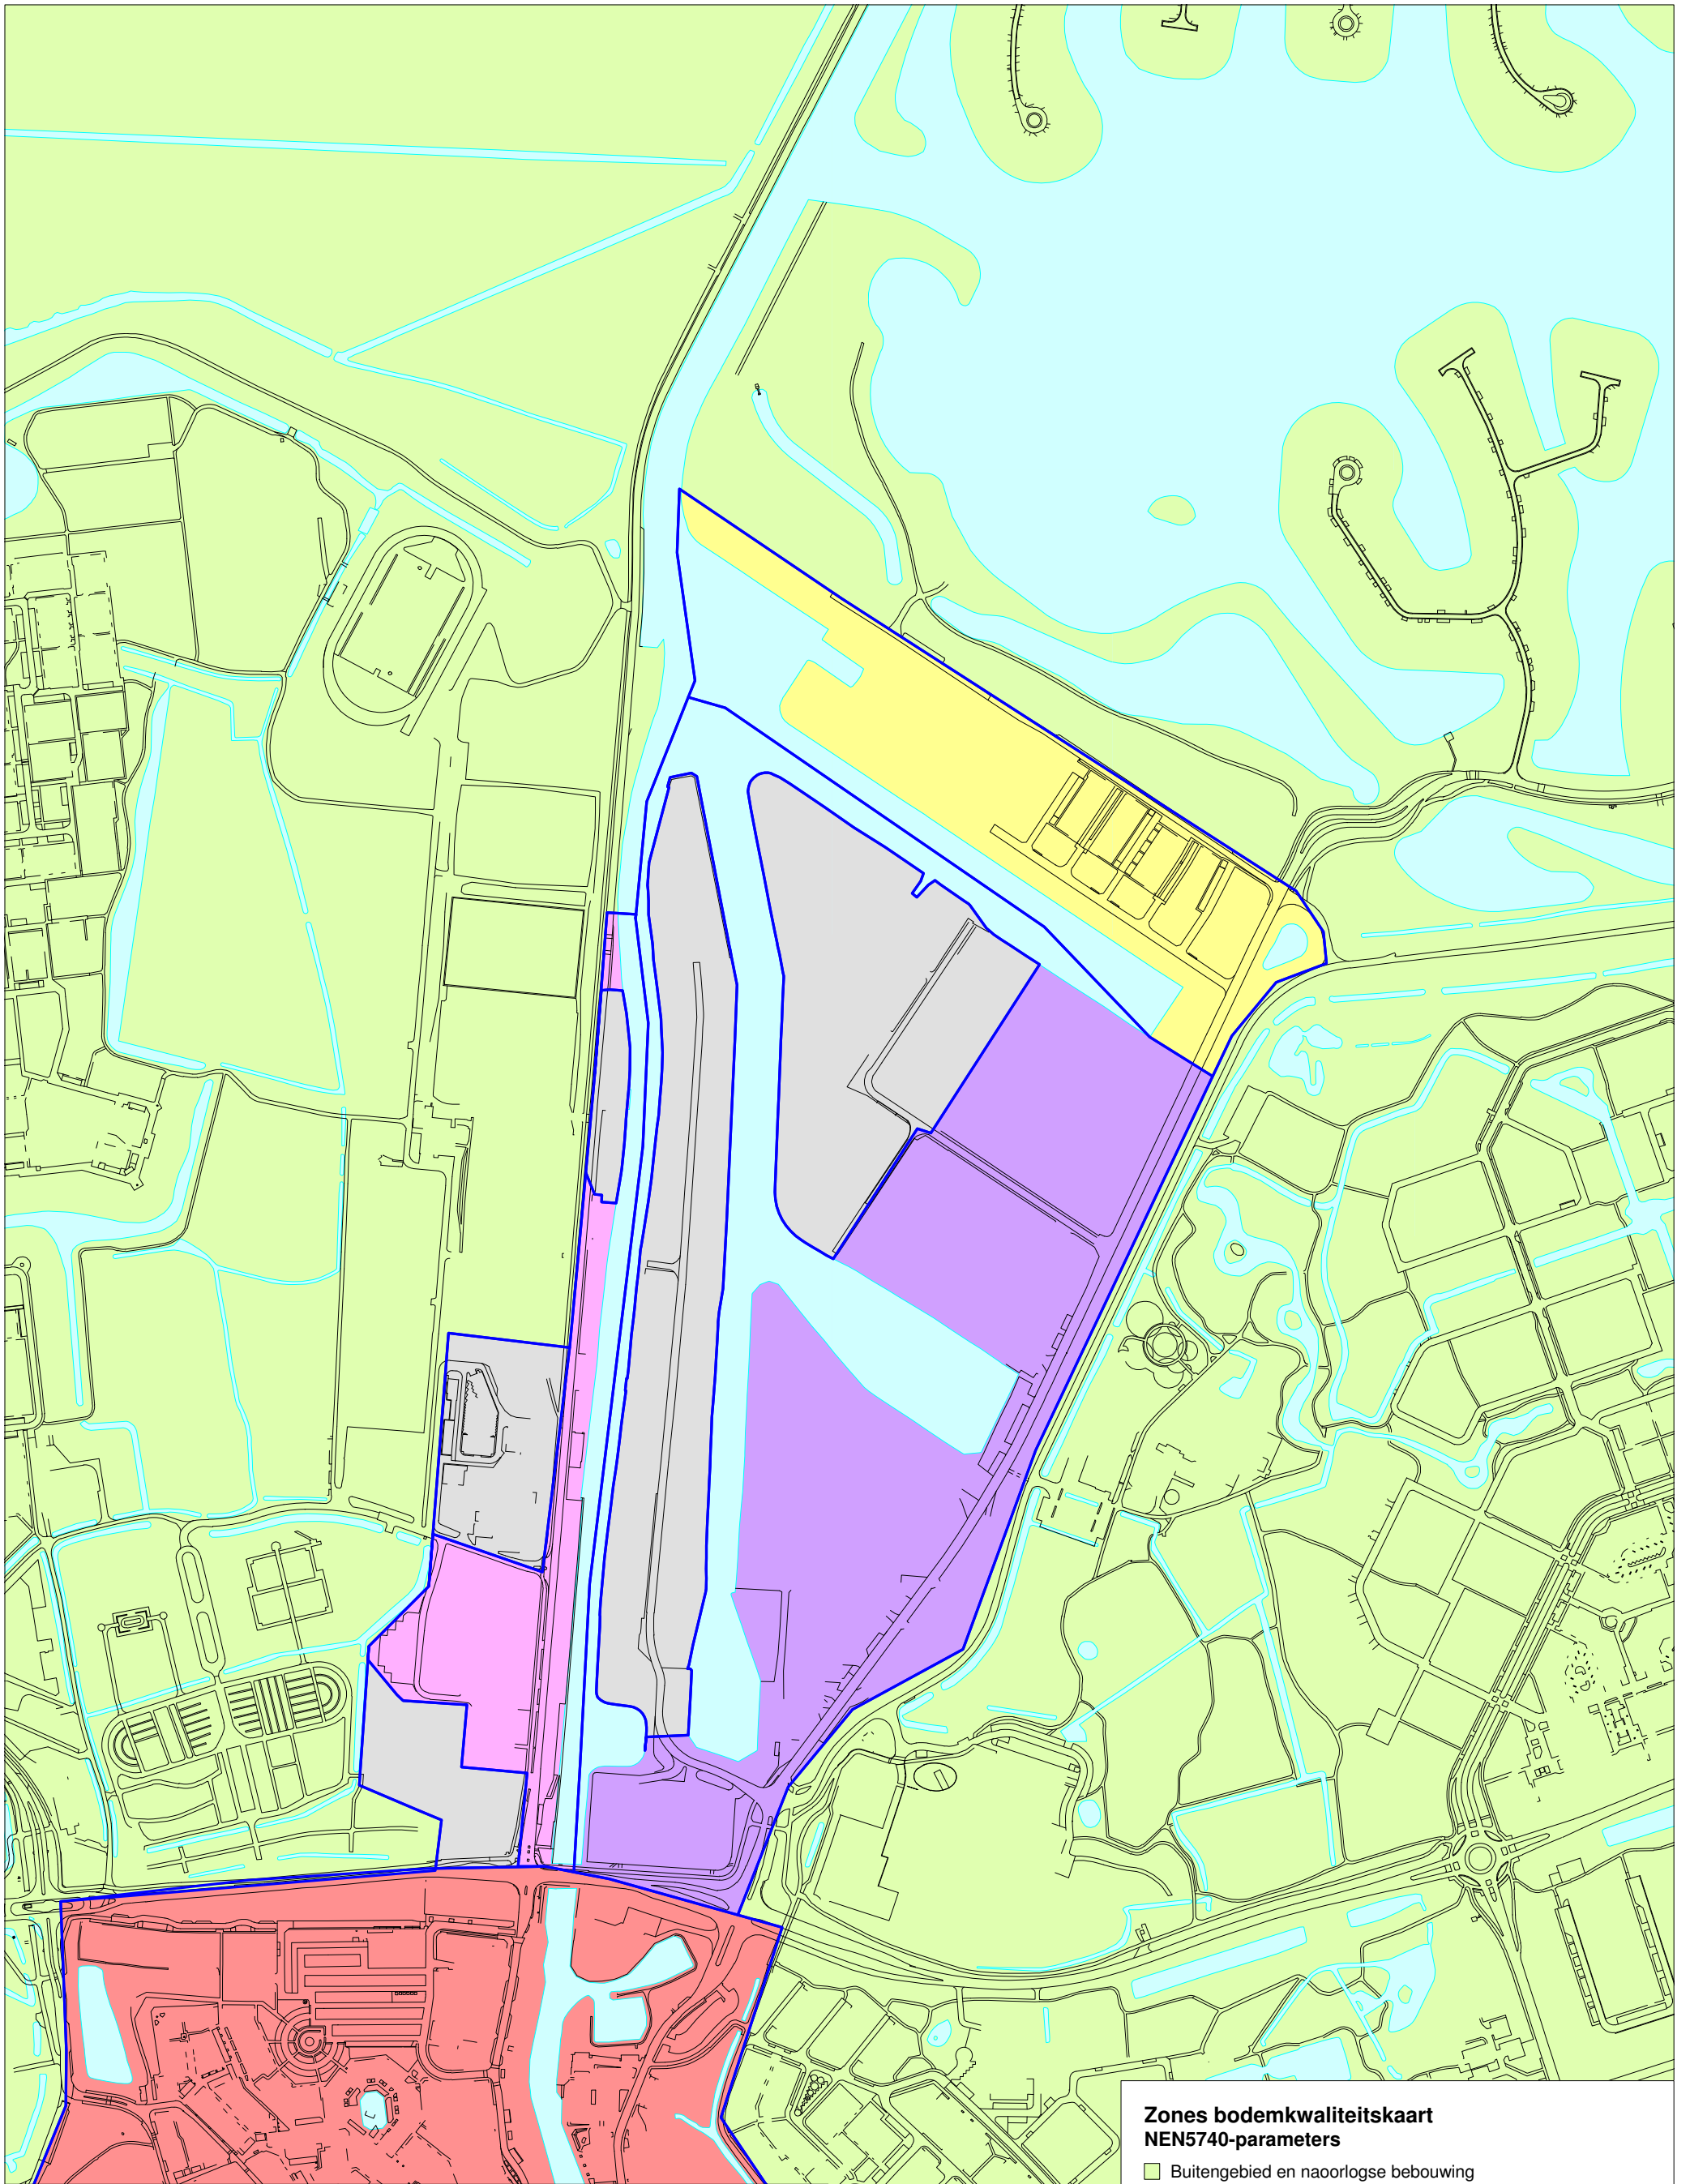 Zones bodemkwaliteitskaart
NEN5740-parameters
Buitengebied en naoorlogse bebouwing